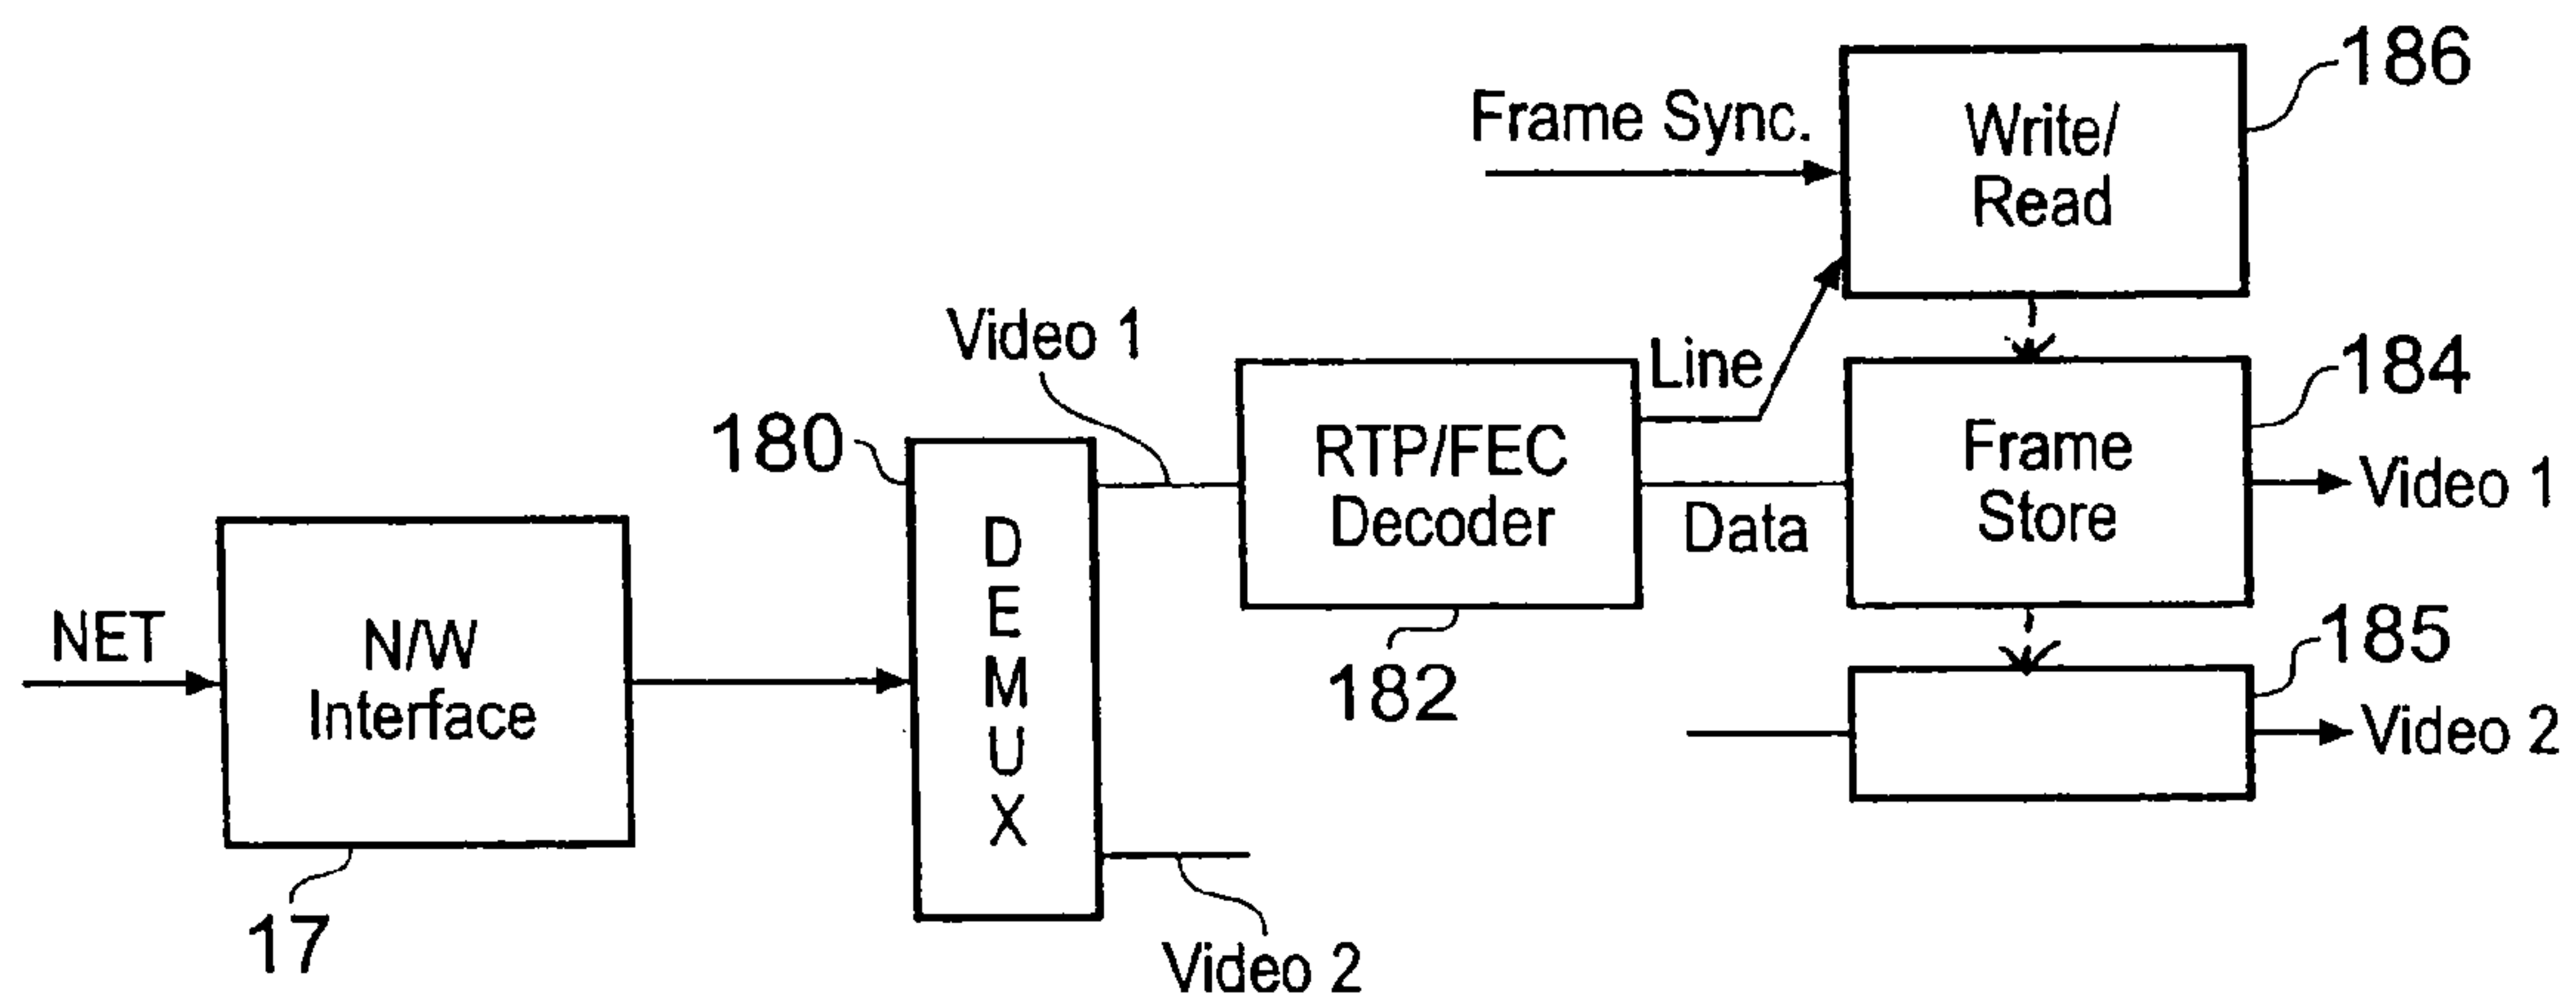 186
Frame Sync.
Write/
Read
Video 1
Line
184
180
RTP/FEC
Decoder
Frame
Store
Video 1
Data
DEMUX
NET
N/W
Interface
182
185
Video 2
17
Video 2